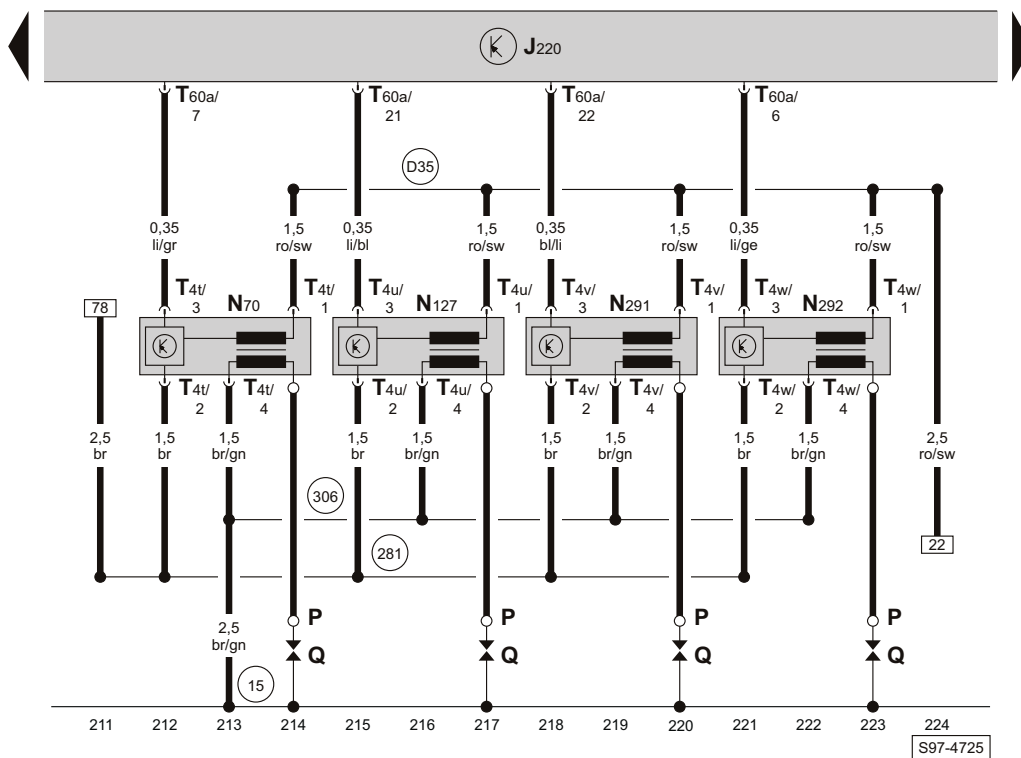 J220
T60a/ T60a/ T60a/ T60a/
7 21 22 6
D35
0,35 1,5 0,35 1,5 0,35 1,5 0,35 1,5
li/gr ro/sw li/bl ro/sw bl/li ro/sw li/ge ro/sw
T4t/ T4t/ T4u/ T4u/ T4v/ T4v/ T4w/ T4w/
78 3 N70 1 3 N127 1 3 N291 1 3 N292 1
T4t/ T4t/ T4u/ T4u/ T4v/ T4v/ T4w/ T4w/
2 4 2 4 2 4 2 4
2,5 1,5 1,5 1,5 1,5 1,5 1,5 1,5 1,5 2,5
br br br/gn br br/gn br br/gn br br/gn ro/sw
306
22
281
P P P P
2,5
br/gn
Q Q Q Q
15
211 212 213 214 215 216 217 218 219 220 221 222 223 224
S97-4725